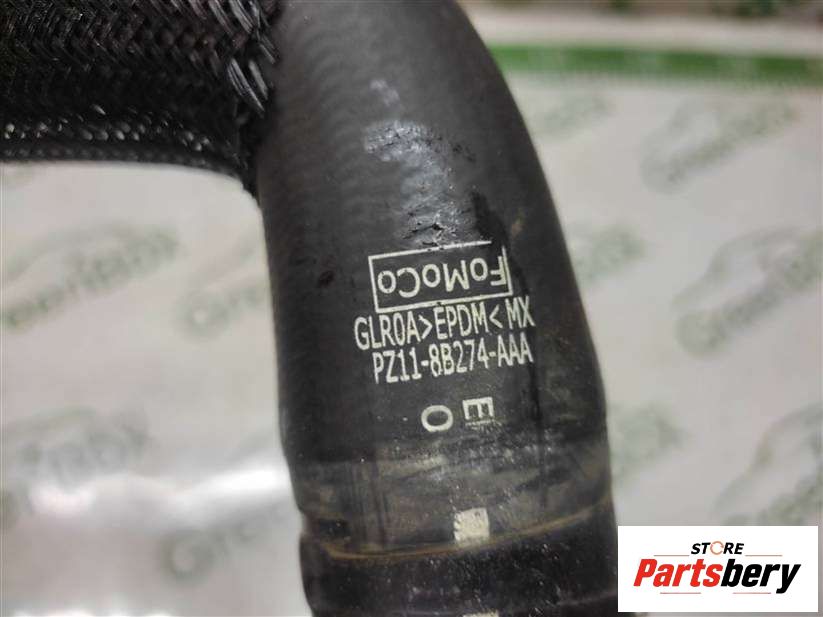 FoMoCo
GLR0A>EPDM<MX
PZ11-8B274-AAA
E
O
STORE
Partsbery